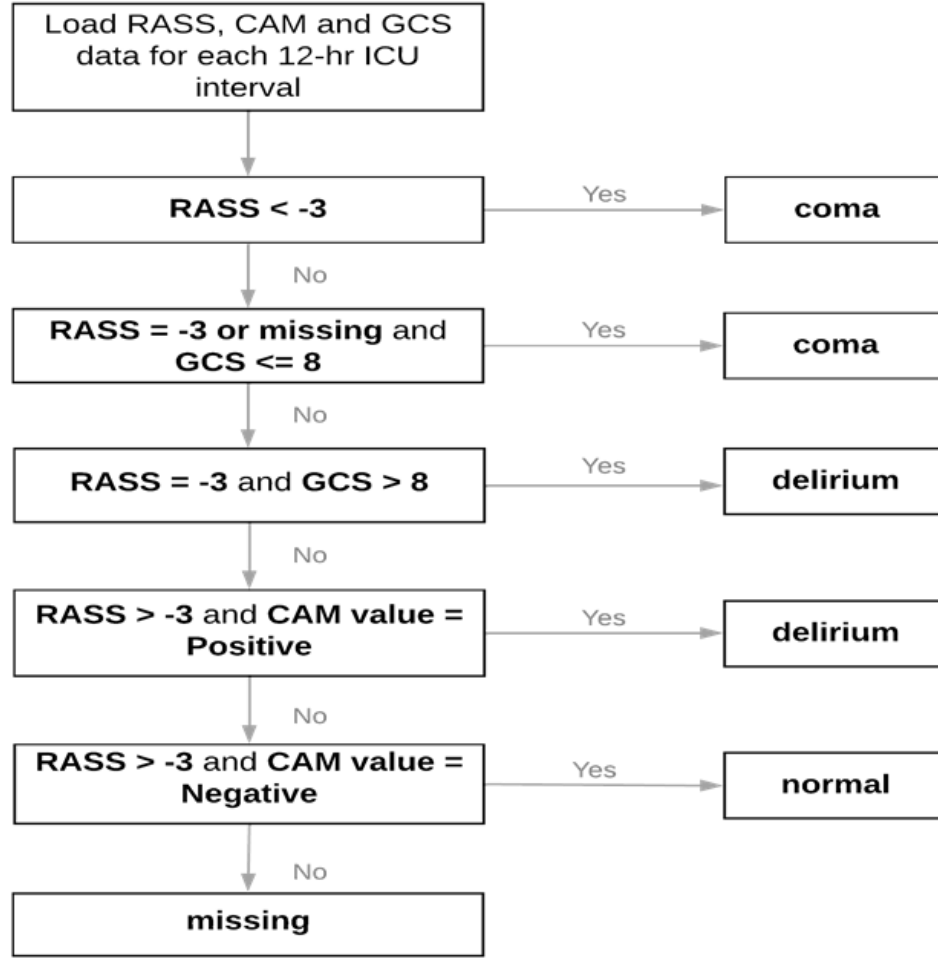 Load RASS, CAM and GCS
data for each 12-hr ICU
interval
RASS < -3
Yes
coma
No
RASS = -3 or missing and
GCS <= 8
Yes
coma
No
RASS = -3 and GCS > 8
Yes
delirium
No
RASS > -3 and CAM value =
Positive
Yes
delirium
No
RASS > -3 and CAM value =
Negative
Yes
normal
No
missing